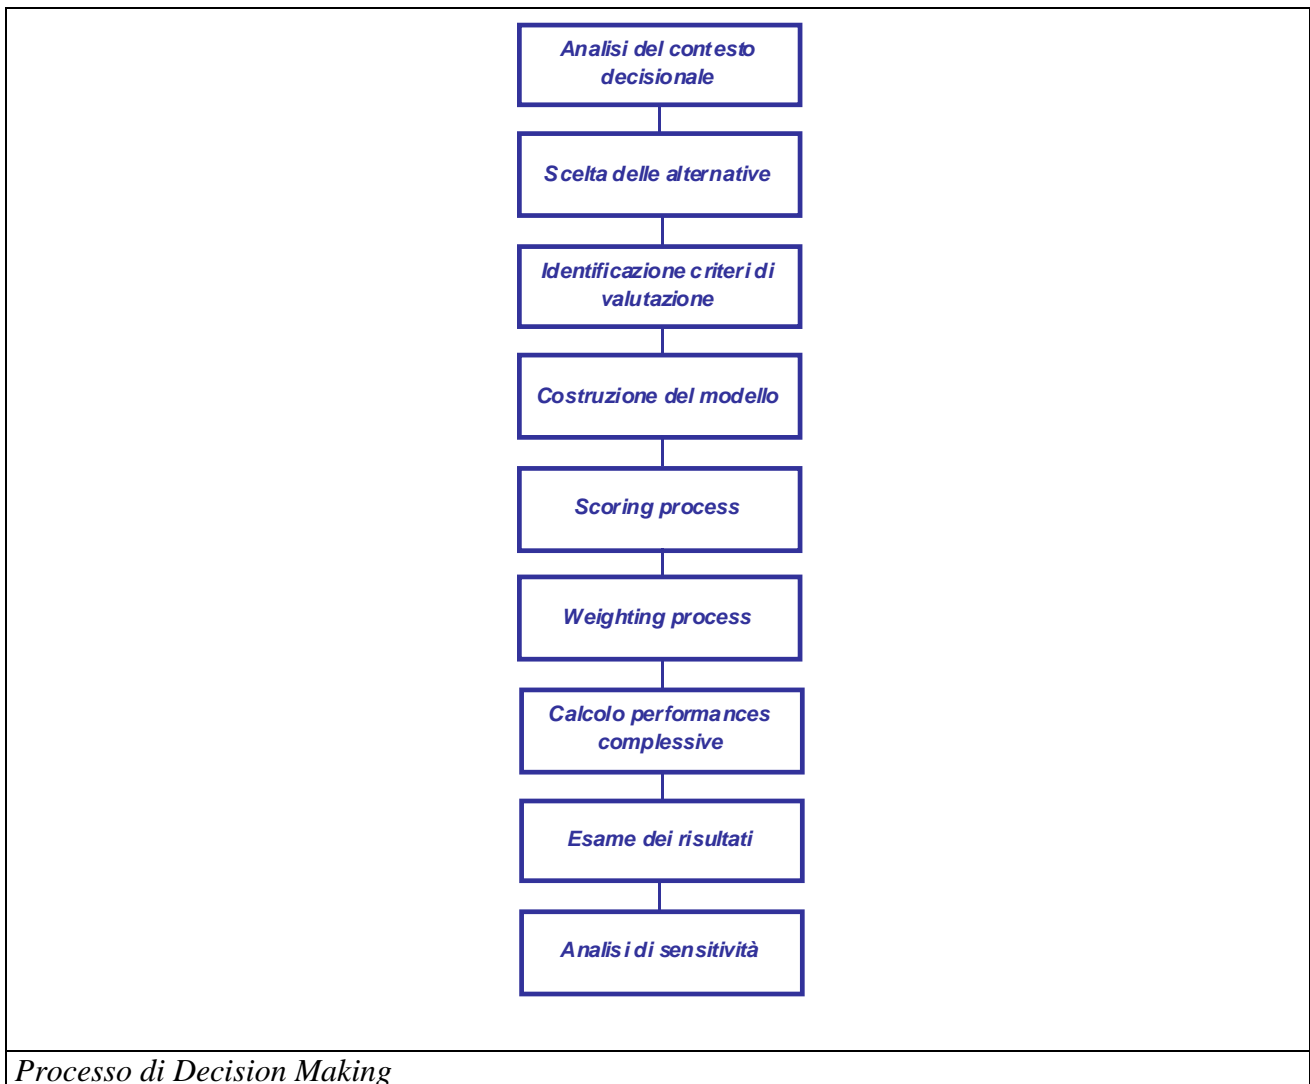 Analisi del contesto
decisionale
Scelta delle alternative
Identificazione criteri di
valutazione
Costruzione del modello
Scoring process
Weighting process
Calcolo performances
complessive
Esame dei risultati
Analisi di sensitività
Processo di Decision Making